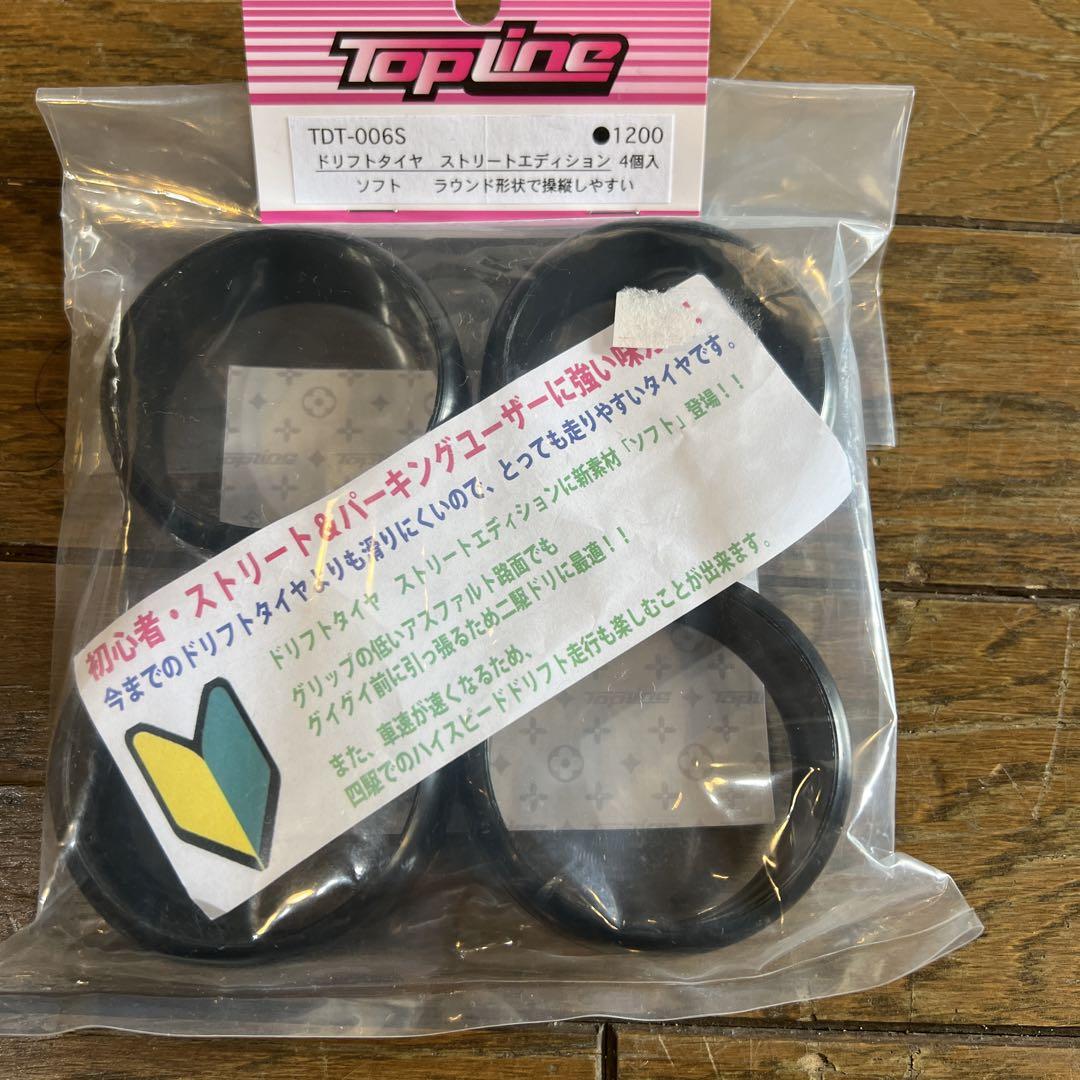 TopLine
TDT-006S ●1200
ドリフトタイヤ ストリートエディション 4個入
ソフト ラウンド形状で操縦しやすい
初心者・ストリート&パーキングユーザーに強い味
今までのドリフトタイヤよりも滑りにくいので、とっても走りやすいタイヤです。
ドリフトタイヤ ストリートエディションに新素材「ソフト」登場!!
グリップの低いアスファルト路面でも
グイグイ前に引っ張るため二駆ドリに最適!!
また、車速が速くなるため、
四駆でのハイスピードドリフト走行も楽しむことが出来ます。
TopLine
TopLine